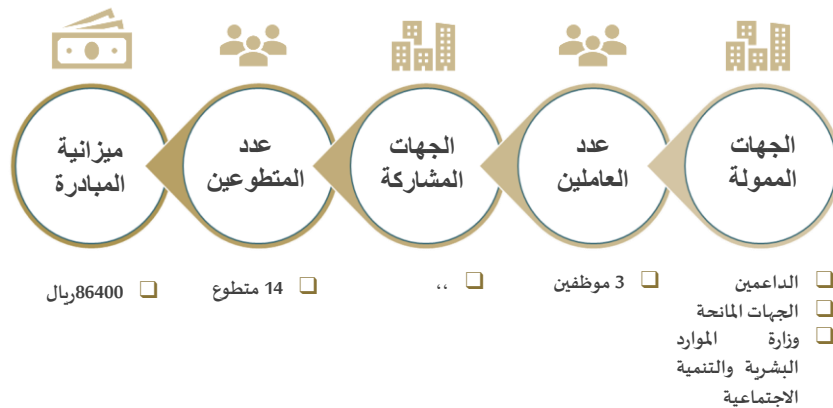 الجهات
الممولة
عدد
العاملين
الجهات
المشاركة
عدد
المتطوعين
ميزانية
المبادرة
الداعمين
الجهات المانحة
وزارة الموارد
البشرية والتنمية
الاجتماعية
3 موظفين
،،
14 متطوع
86400ريال